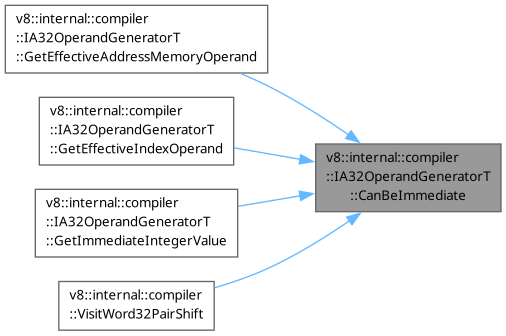 v8::internal::compiler
::IA32OperandGeneratorT
::GetEffectiveAddressMemoryOperand
v8::internal::compiler
::IA32OperandGeneratorT
::GetEffectiveIndexOperand
v8::internal::compiler
::IA32OperandGeneratorT
::CanBeImmediate
v8::internal::compiler
::IA32OperandGeneratorT
::GetImmediateIntegerValue
v8::internal::compiler
::VisitWord32PairShift